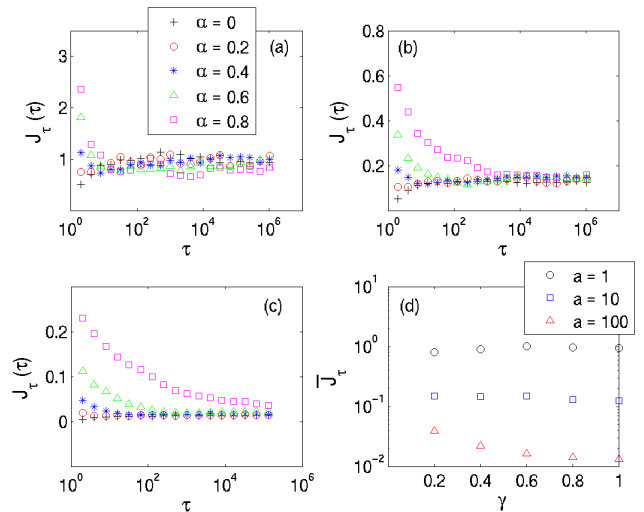 (a)
α = 0
α = 0.2
α = 0.4
α = 0.6
α = 0.8
J_τ (τ)
3
2
1
10^0 10^2 10^4 10^6
τ
(b)
J_τ (τ)
0.8
0.6
0.4
0.2
10^0 10^2 10^4 10^6
τ
(c)
J_τ (τ)
0.2
0.1
0
10^0 10^2 10^4 10^6
τ
(d)
a = 1
a = 10
a = 100
J̅_τ
10^1
10^0
10^-1
10^-2
0.2 0.4 0.6 0.8 1
γ